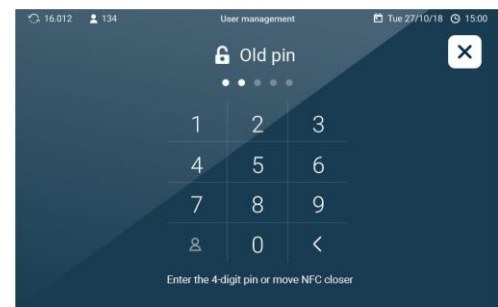 16.012 134 User management Tue 27/10/18 15:00
Old pin
1 2 3
4 5 6
7 8 9
0
Enter the 4-digit pin or move NFC closer